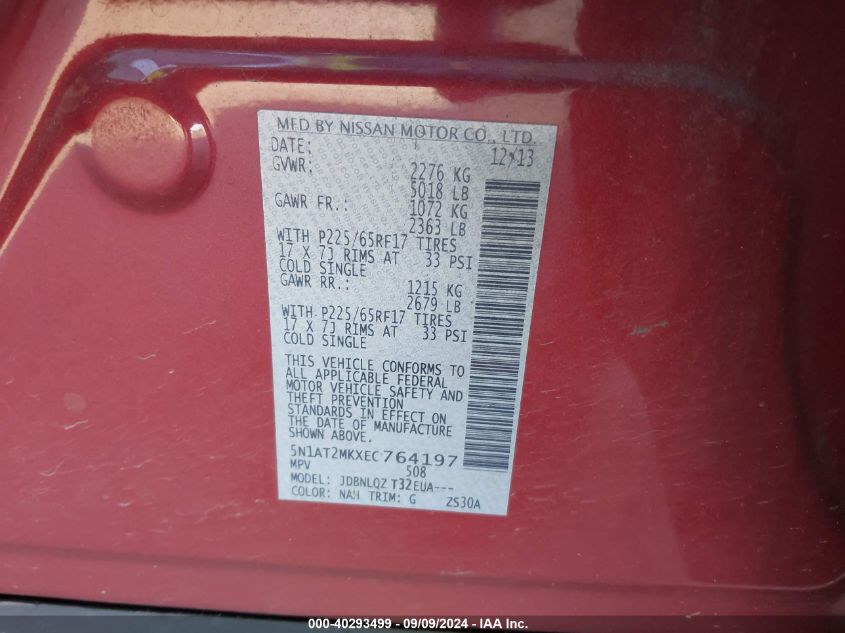 MFD BY NISSAN MOTOR CO., LTD.
DATE: 12/13
GVWR: 2276 KG
5018 LB
GAWR FR.: 1072 KG
2363 LB
WITH P225/65RF17 TIRES
17 X 7J RIMS AT 33 PSI
COLD SINGLE
GAWR RR.: 1215 KG
2679 LB
WITH P225/65RF17 TIRES
17 X 7J RIMS AT 33 PSI
COLD SINGLE
THIS VEHICLE CONFORMS TO
ALL APPLICABLE FEDERAL
MOTOR VEHICLE SAFETY AND
THEFT PREVENTION
STANDARDS IN EFFECT ON
THE DATE OF MANUFACTURE
SHOWN ABOVE.
5N1AT2MKXEC764197
MPV 508
MODEL: JDBNLQZ T32EUA---
COLOR: NAH TRIM: G ZS30A
000-40293499 - 09/09/2024 - IAA Inc.